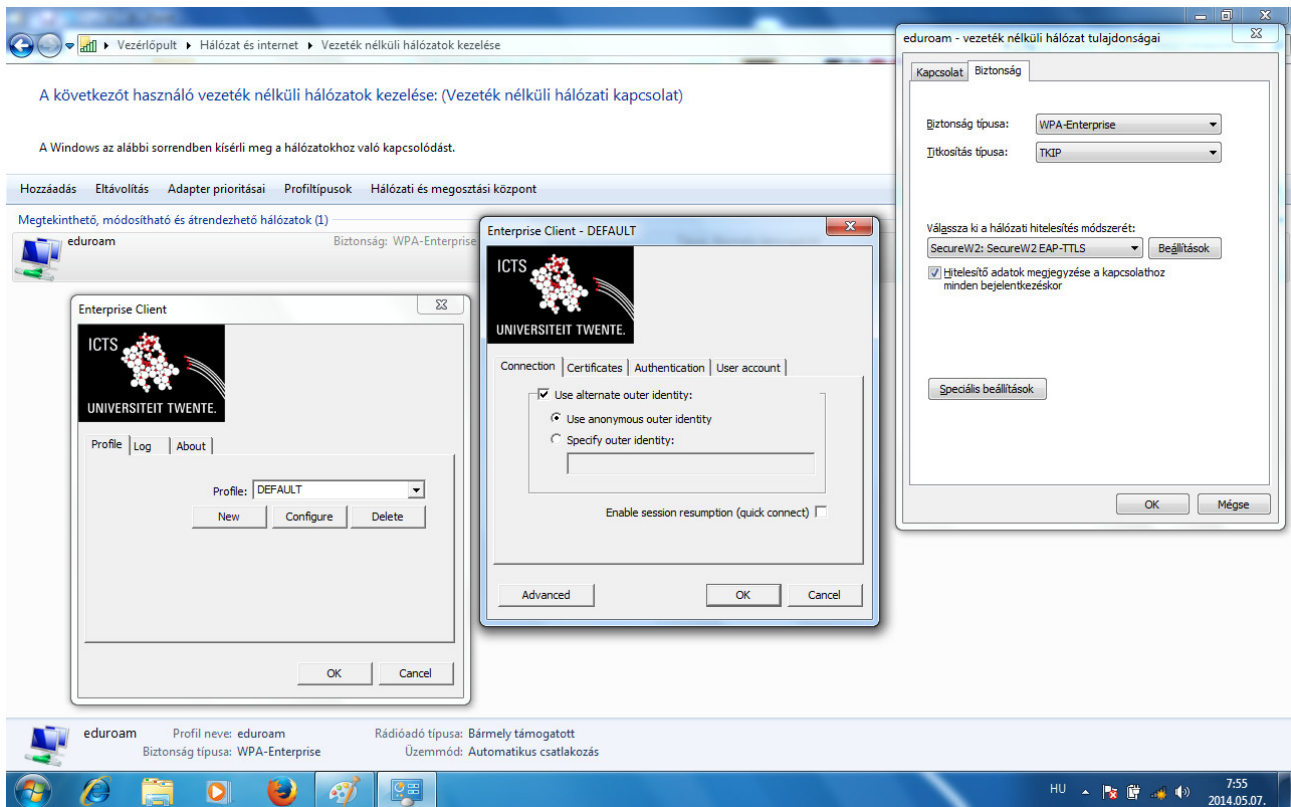 Vezérlőpult ▸ Hálózat és internet ▸ Vezeték nélküli hálózatok kezelése
A következőt használó vezeték nélküli hálózatok kezelése: (Vezeték nélküli hálózati kapcsolat)
A Windows az alábbi sorrendben kísérli meg a hálózatokhoz való kapcsolódást.
Hozzáadás Eltávolítás Adapter prioritásai Profiltípusok Hálózati és megosztási központ
Megtekinthető, módosítható és átrendezhető hálózatok (1)
eduroam Biztonság: WPA-Enterprise
Enterprise Client
ICTS
UNIVERSITEIT TWENTE.
Profile Log About
Profile: DEFAULT
New Configure Delete
OK Cancel
Enterprise Client - DEFAULT
ICTS
UNIVERSITEIT TWENTE.
Connection Certificates Authentication User account
Use alternate outer identity:
Use anonymous outer identity
Specify outer identity:
Enable session resumption (quick connect)
Advanced OK Cancel
eduroam - vezeték nélküli hálózat tulajdonságai
Kapcsolat Biztonság
Biztonság típusa: WPA-Enterprise
Titkosítás típusa: TKIP
Válassza ki a hálózati hitelesítés módszerét:
SecureW2: SecureW2 EAP-TTLS Beállítások
Hitelesítő adatok megjegyzése a kapcsolathoz
minden bejelentkezéskor
Speciális beállítások
OK Mégse
eduroam Profil neve: eduroam Rádióadó típusa: Bármely támogatott
Biztonság típusa: WPA-Enterprise Üzemmód: Automatikus csatlakozás
HU 7:55
2014.05.07.